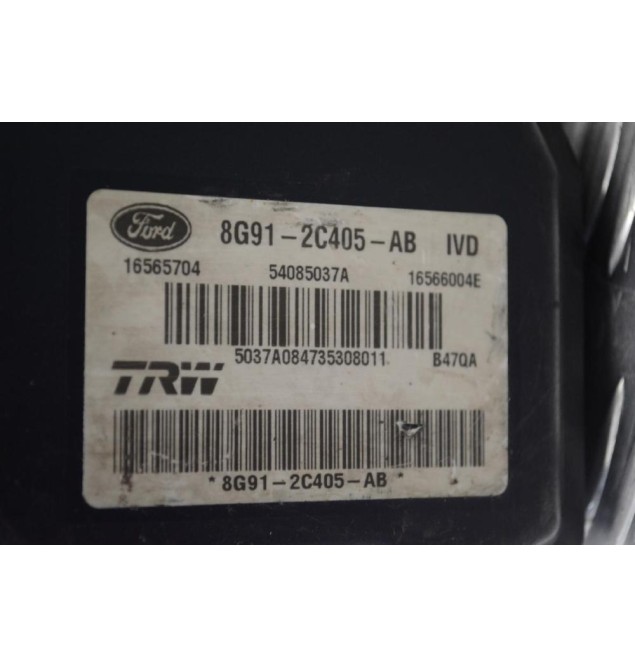 Ford 8G91-2C405-AB IVD
16565704 54085037A 16566004E
5037A084735308011 B47QA
TRW
*8G91-2C405-AB*